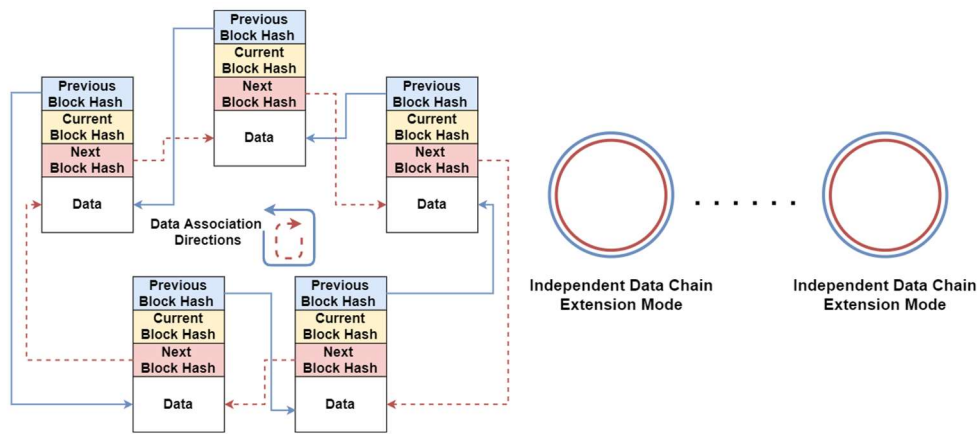 Previous
Block Hash
Current
Block Hash
Next
Block Hash
Data
Previous
Block Hash
Current
Block Hash
Next
Block Hash
Data
Previous
Block Hash
Current
Block Hash
Next
Block Hash
Data
Data Association
Directions
Previous
Block Hash
Current
Block Hash
Next
Block Hash
Data
Previous
Block Hash
Current
Block Hash
Next
Block Hash
Data
Independent Data Chain
Extension Mode
. . . . . .
Independent Data Chain
Extension Mode